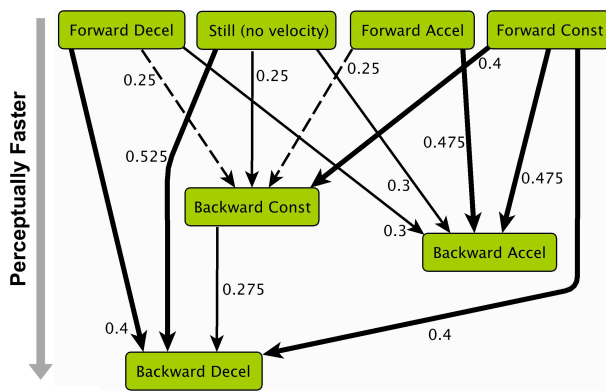 Forward Decel
Still (no velocity)
Forward Accel
Forward Const
0.25
0.25
0.25
0.4
0.525
0.475
0.475
0.3
Backward Const
0.3
Backward Accel
0.275
0.4
0.4
Backward Decel
Perceptually Faster